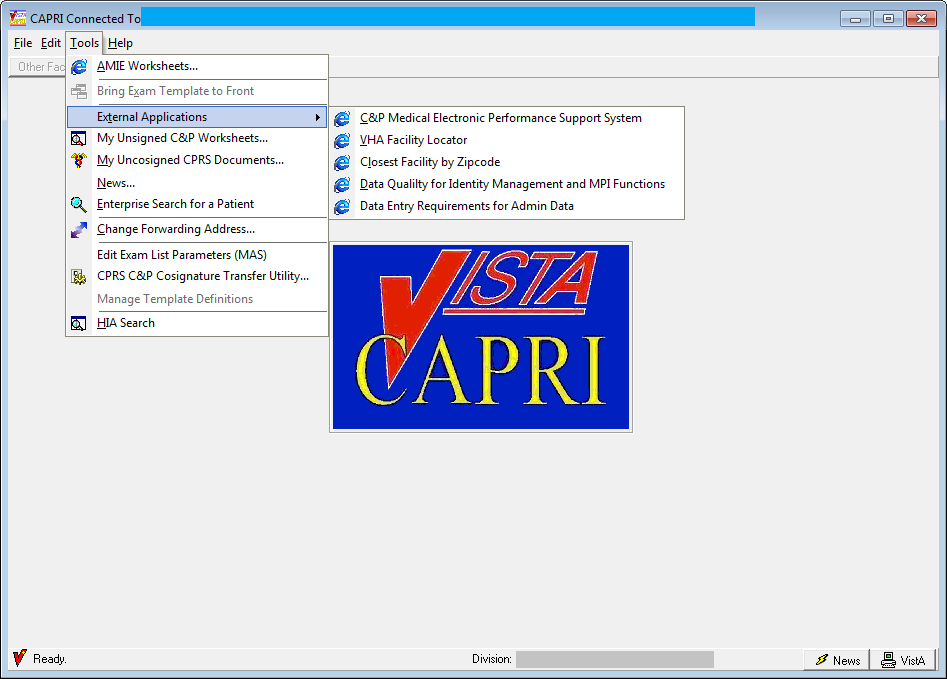 CAPRI Connected To
File Edit Tools Help
Other Fac
AMIE Worksheets...
Bring Exam Template to Front
External Applications
My Unsigned C&P Worksheets...
My Uncosigned CPRS Documents...
News...
Enterprise Search for a Patient
Change Forwarding Address...
Edit Exam List Parameters (MAS)
CPRS C&P Cosignature Transfer Utility...
Manage Template Definitions
HIA Search
C&P Medical Electronic Performance Support System
VHA Facility Locator
Closest Facility by Zipcode
Data Qualilty for Identity Management and MPI Functions
Data Entry Requirements for Admin Data
VISTA
CAPRI
Ready.
Division:
News
VistA